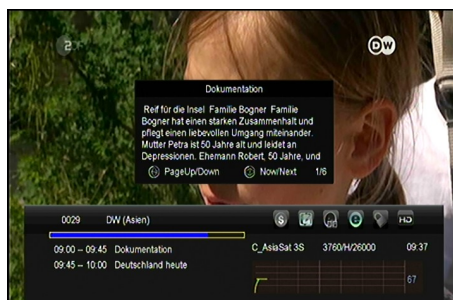 2
DW
Dokumentation
Reif für die Insel Familie Bogner Familie
Bogner hat einen starken Zusammenhalt und
pflegt einen liebevollen Umgang miteinander.
Mutter Petra ist 50 Jahre alt und leidet an
Depressionen. Ehemann Robert, 50 Jahre, und
PageUp/Down Now/Next 1/6
0029 DW (Asien) S HD
09:00 -- 09:45 Dokumentation C_AsiaSat 3S 3760/H/26000 09:37
09:45 -- 10:00 Deutschland heute
67